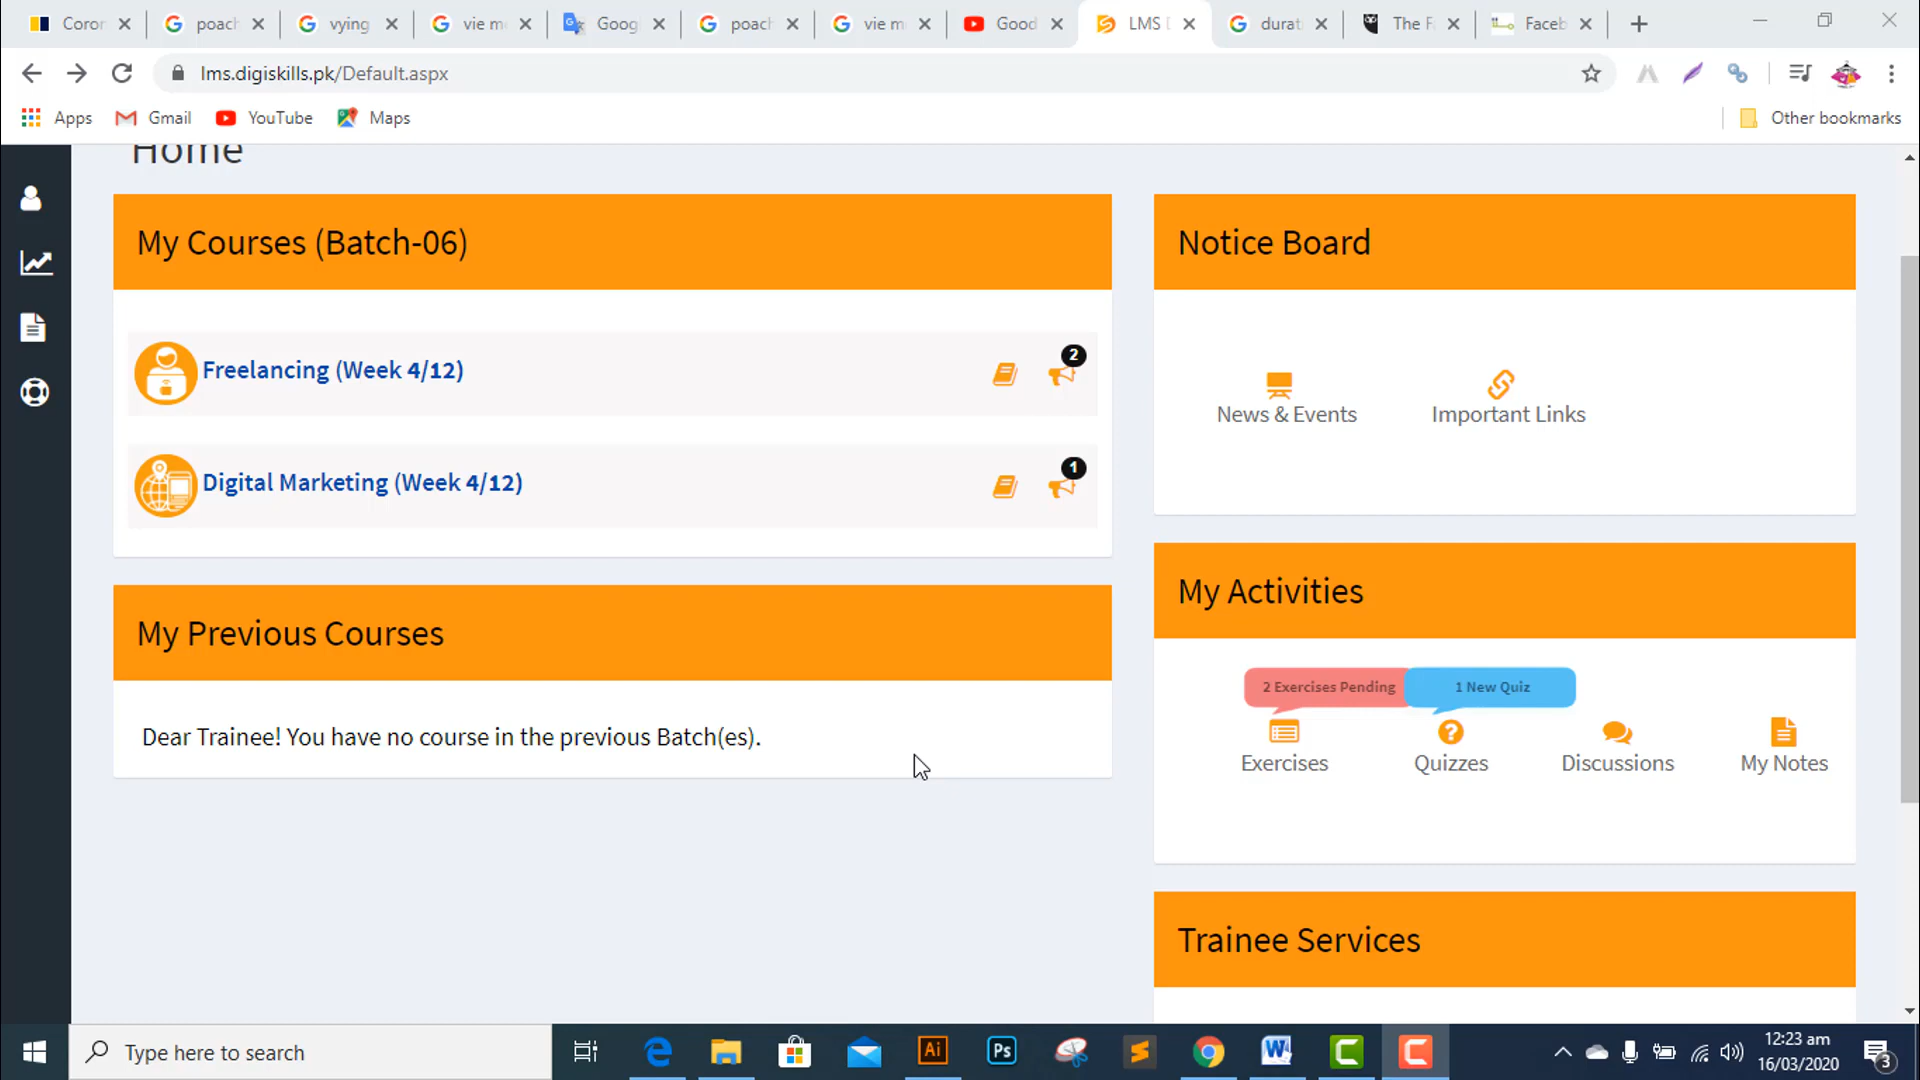 Coror
poach
vying
vie m
Goog
poach
vie m
Good
LMS D
durat
The F
Faceb
lms.digiskills.pk/Default.aspx
Apps
Gmail
YouTube
Maps
Other bookmarks
Home
My Courses (Batch-06)
Freelancing (Week 4/12)
2
Digital Marketing (Week 4/12)
1
My Previous Courses
Dear Trainee! You have no course in the previous Batch(es).
Notice Board
News & Events
Important Links
My Activities
2 Exercises Pending
1 New Quiz
Exercises
Quizzes
Discussions
My Notes
Trainee Services
Type here to search
Ai
Ps
12:23 am
16/03/2020
3